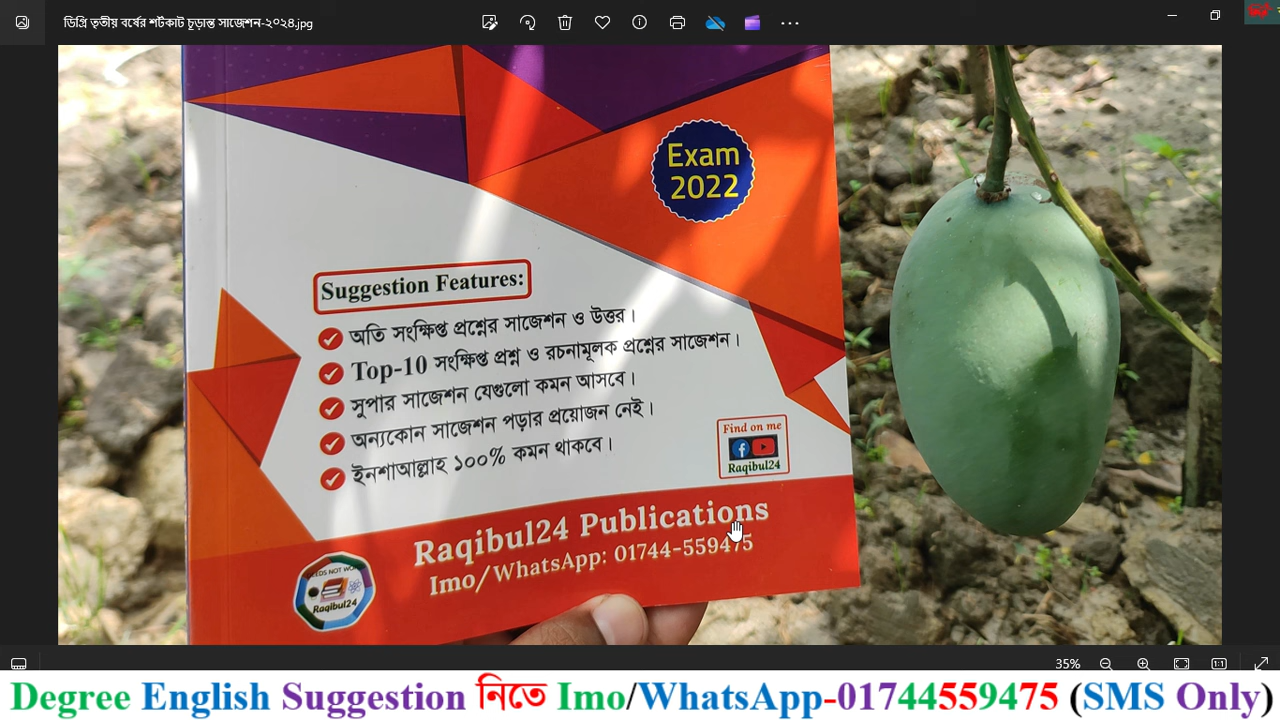 ডিগ্রি তৃতীয় বর্ষের শর্টকাট চূড়ান্ত সাজেশন-২০২৪.jpg
Exam
2022
Suggestion Features:
অতি সংক্ষিপ্ত প্রশ্নের সাজেশন ও উত্তর।
Top-10 সংক্ষিপ্ত প্রশ্ন ও রচনামূলক প্রশ্নের সাজেশন।
সুপার সাজেশন যেগুলো কমন আসবে।
অন্যকোন সাজেশন পড়ার প্রয়োজন নেই।
ইনশাআল্লাহ ১০০% কমন থাকবে।
Find on me
Raqibul24
Raqibul24 Publications
Imo/WhatsApp: 01744-559475
Raqibul24
35%
Degree English Suggestion নিতে Imo/WhatsApp-01744559475 (SMS Only)